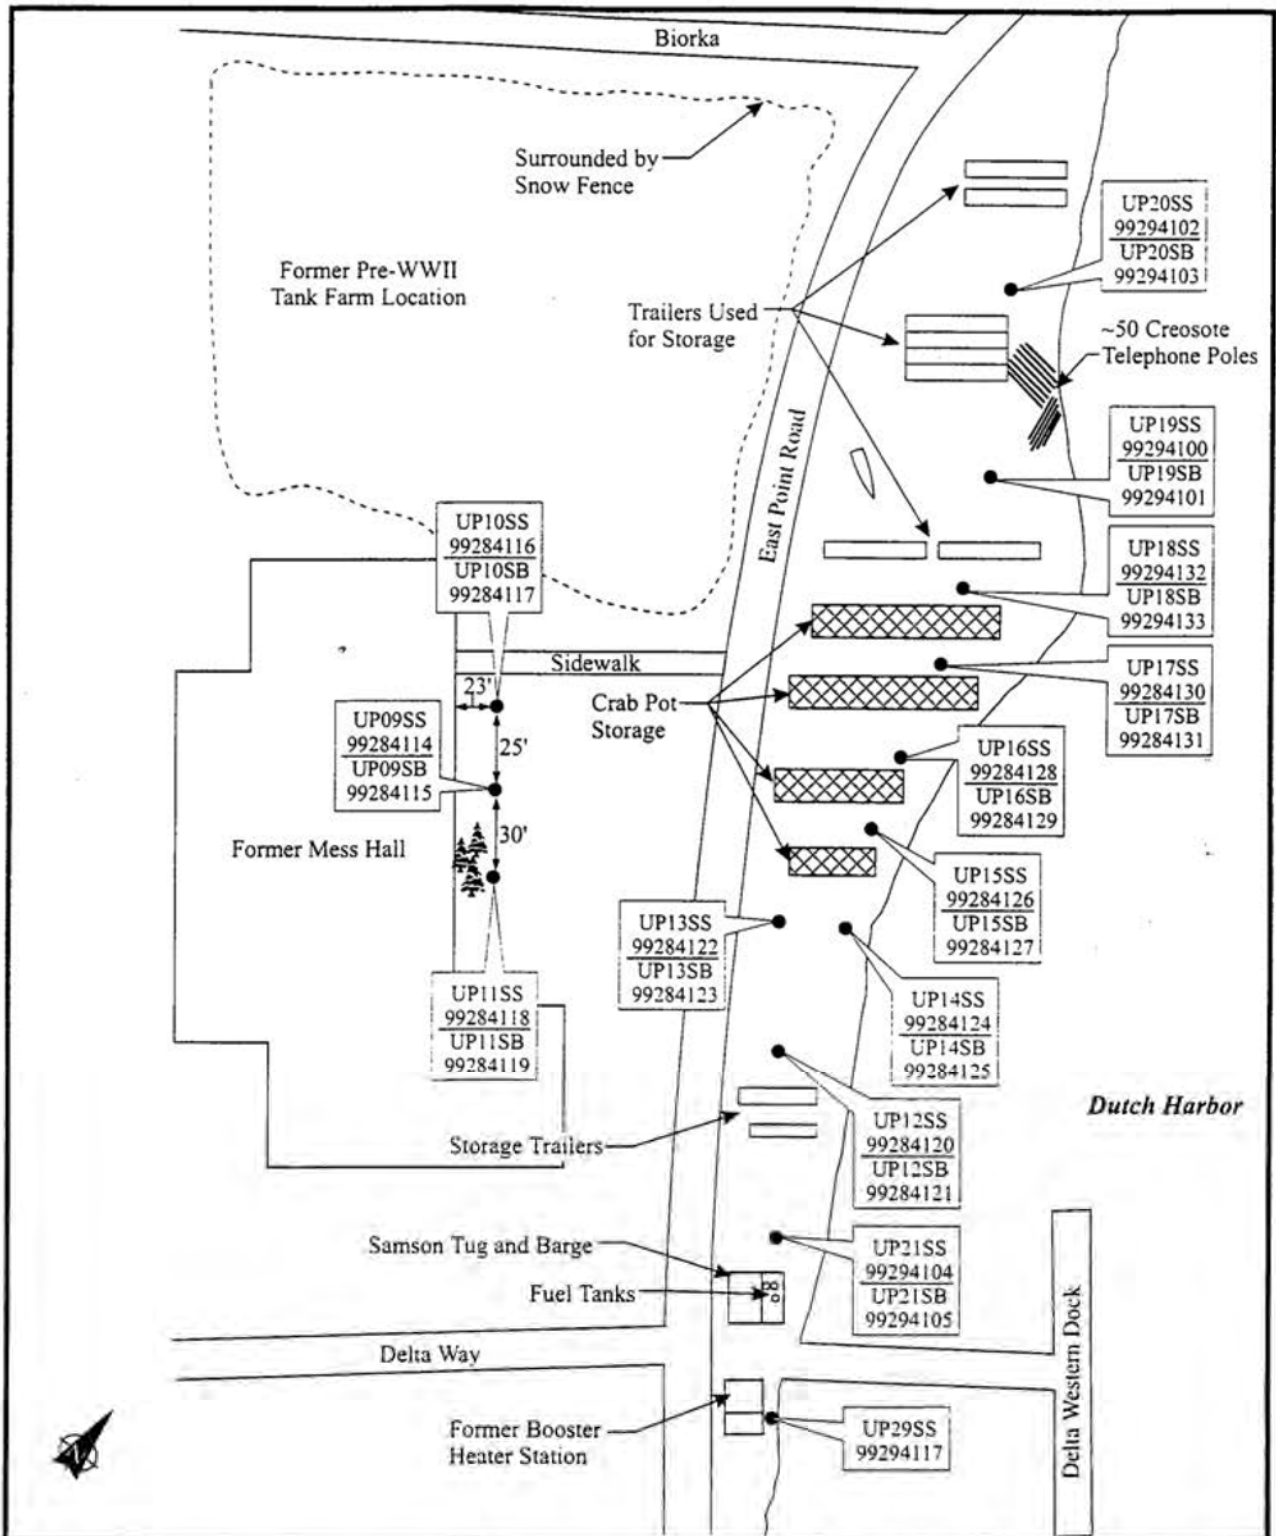 Biorka
Surrounded by
Snow Fence
Former Pre-WWII
Tank Farm Location
UP20SS
99294102
UP20SB
99294103
Trailers Used
for Storage
~50 Creosote
Telephone Poles
East Point Road
UP19SS
99294100
UP19SB
99294101
UP10SS
99284116
UP10SB
99284117
UP18SS
99294132
UP18SB
99294133
Sidewalk
23'
UP17SS
99284130
UP17SB
99284131
Crab Pot
Storage
UP09SS
99284114
UP09SB
99284115
25'
UP16SS
99284128
UP16SB
99284129
30'
Former Mess Hall
UP15SS
99284126
UP15SB
99284127
UP13SS
99284122
UP13SB
99284123
UP11SS
99284118
UP11SB
99284119
UP14SS
99284124
UP14SB
99284125
Dutch Harbor
UP12SS
99284120
UP12SB
99284121
Storage Trailers
Samson Tug and Barge
Fuel Tanks
UP21SS
99294104
UP21SB
99294105
Delta Way
Delta Western Dock
Former Booster
Heater Station
UP29SS
99294117
N